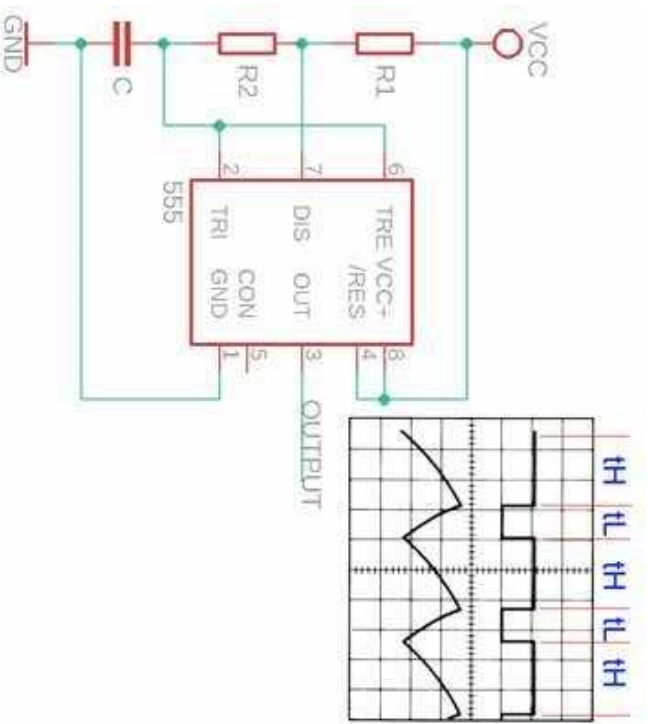 VCC
R1
R2
C
GND
6
7
2
TRE VCC+
/RES
DIS OUT
CON
TRI GND
555
8
4
3
5
1
OUTPUT
tH
tL
tH
tL
tH